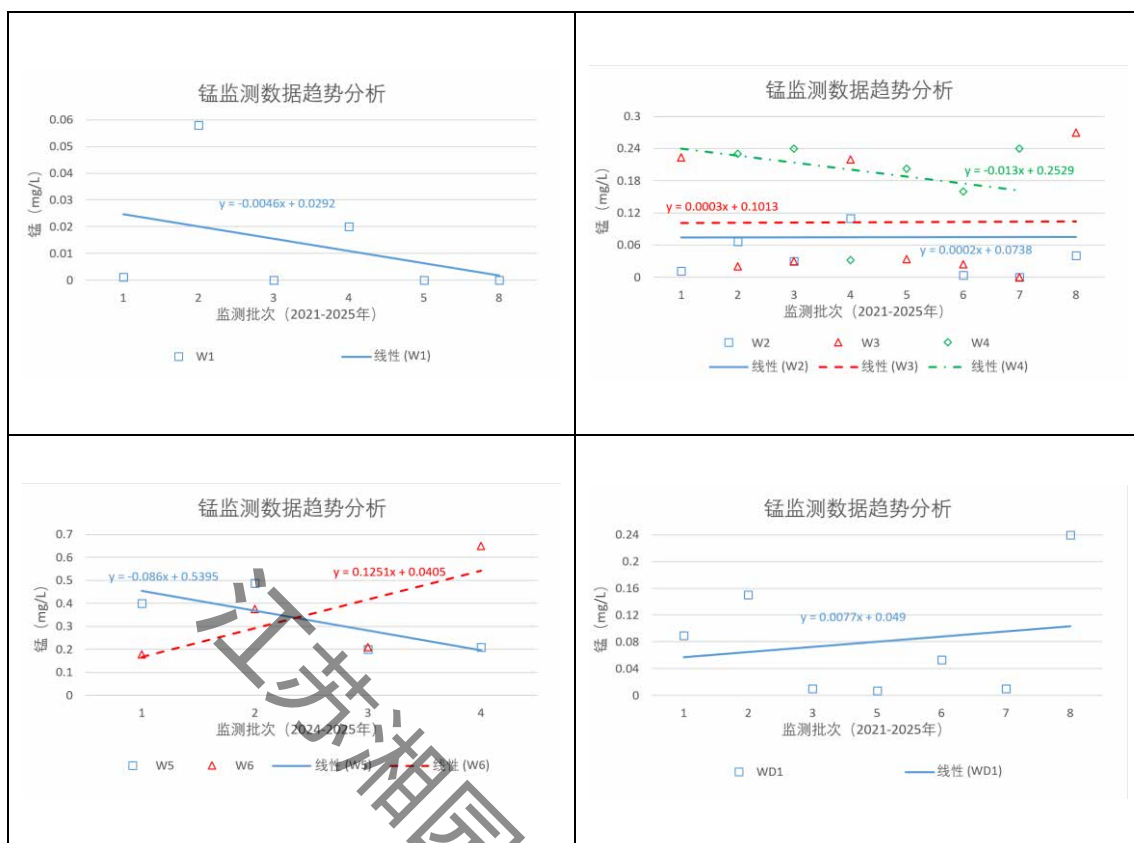 锰监测数据趋势分析
锰（mg/L）
0.06
0.05
0.04
0.03
0.02
0.01
0
y = -0.0046x + 0.0292
1 2 3 4 5 8
监测批次（2021-2025年）
W1 线性 (W1)
锰监测数据趋势分析
锰（mg/L）
0.3
0.24
0.18
0.12
0.06
0
y = -0.013x + 0.2529
y = 0.0003x + 0.1013
y = 0.0002x + 0.0738
1 2 3 4 5 6 7 8
监测批次（2021-2025年）
W2 W3 W4
线性 (W2) 线性 (W3) 线性 (W4)
锰监测数据趋势分析
锰（mg/L）
0.7
0.6
0.5
0.4
0.3
0.2
0.1
0
y = -0.086x + 0.5395
y = 0.1251x + 0.0405
1 2 3 4
监测批次（2024-2025年）
W5 W6 线性 (W5) 线性 (W6)
锰监测数据趋势分析
锰（mg/L）
0.24
0.2
0.16
0.12
0.08
0.04
0
y = 0.0077x + 0.049
1 2 3 5 6 7 8
监测批次（2021-2025年）
WD1 线性 (WD1)
江苏湘园